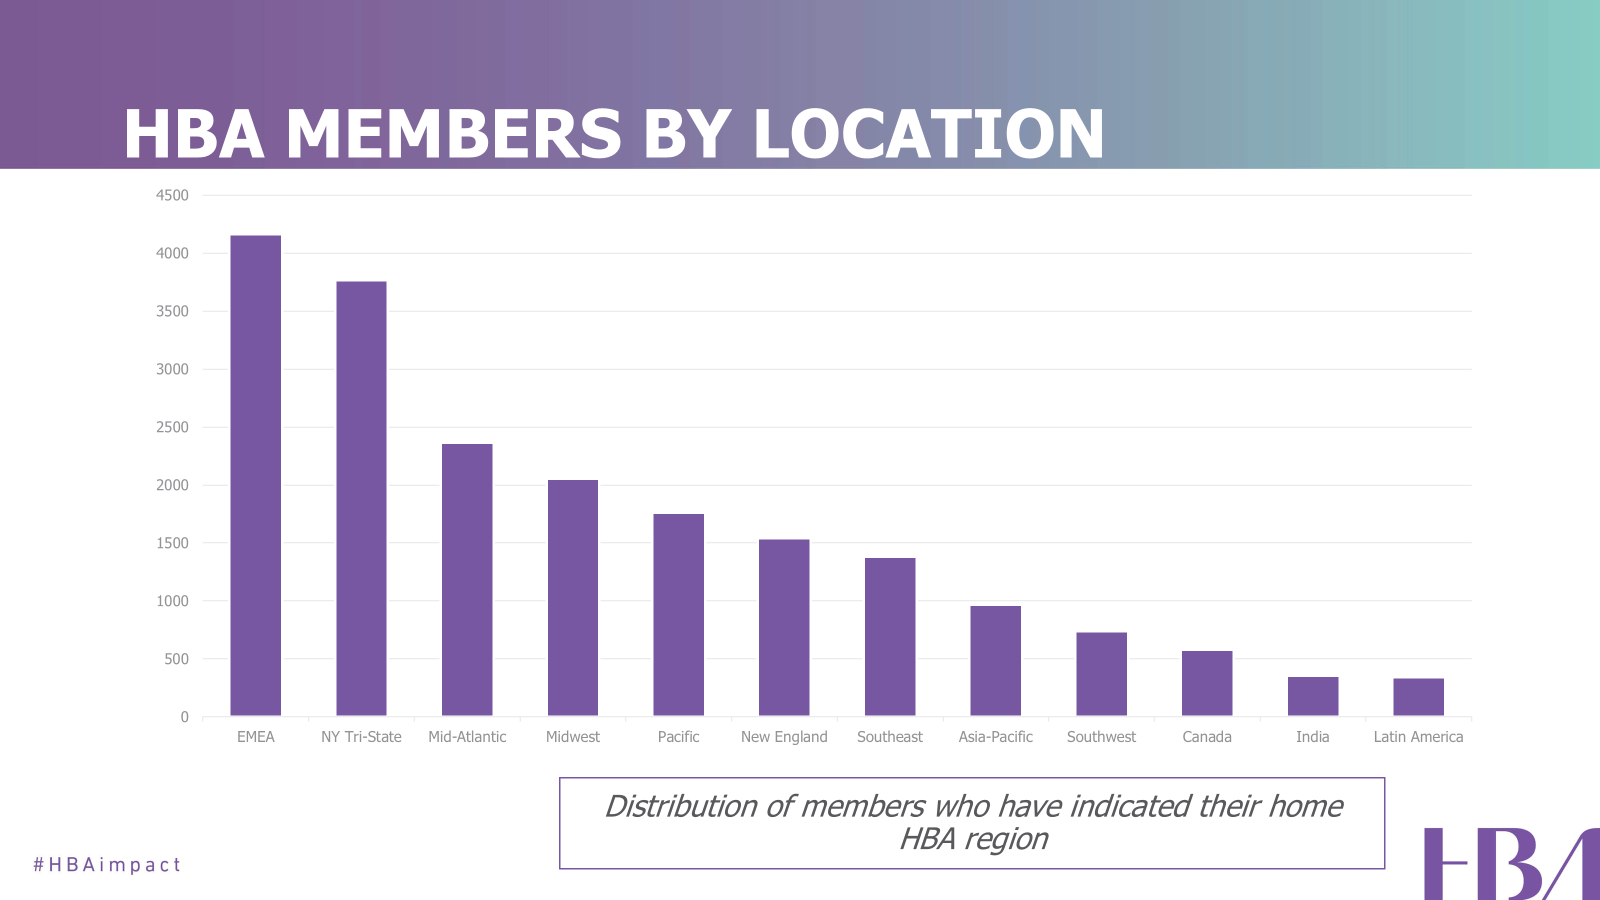 HBA MEMBERS BY LOCATION
4500
4000
3500
3000
2500
2000
1500
1000
500
0
EMEA NY Tri-State Mid-Atlantic Midwest Pacific New England Southeast Asia-Pacific Southwest Canada India Latin America
Distribution of members who have indicated their home
HBA region
#HBAimpact
HBA